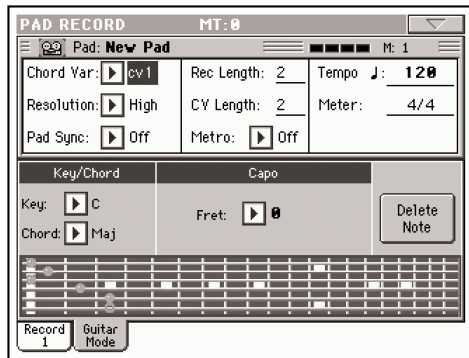 PAD RECORD MT:0
Pad: New Pad M: 1
Chord Var: cv1 Rec Length: 2 Tempo ♩: 120
Resolution: High CV Length: 2 Meter: 4/4
Pad Sync: Off Metro: Off
Key/Chord Capo
Key: C
Fret: 0
Chord: Maj
Delete
Note
Record
1
Guitar
Mode